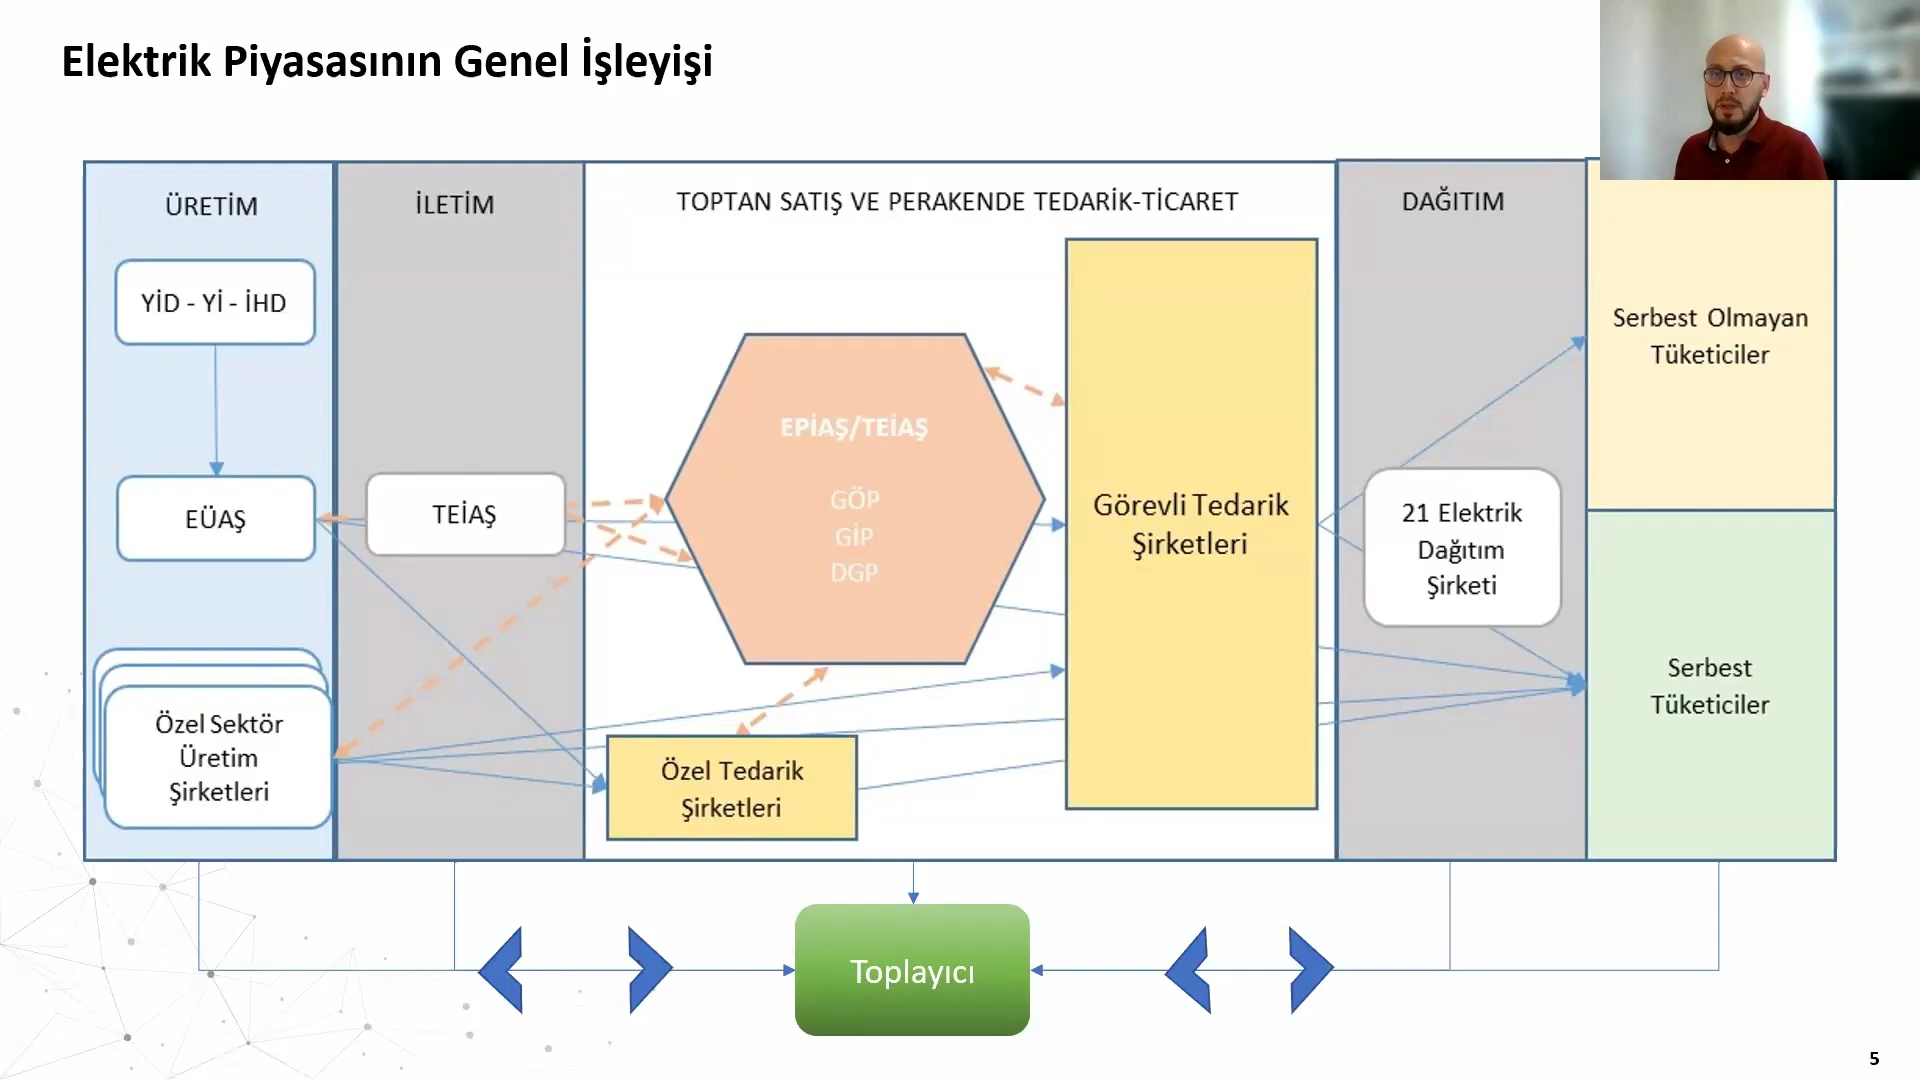 Elektrik Piyasasının Genel İşleyişi
ÜRETİM
YİD - Yİ - İHD
EÜAŞ
Özel Sektör
Üretim
Şirketleri
İLETİM
TEİAŞ
TOPTAN SATIŞ VE PERAKENDE TEDARİK-TİCARET
EPİAŞ/TEİAŞ
GÖP
GİP
DGP
Özel Tedarik
Şirketleri
Görevli Tedarik
Şirketleri
DAĞITIM
21 Elektrik
Dağıtım
Şirketi
Serbest Olmayan
Tüketiciler
Serbest
Tüketiciler
Toplayıcı
5